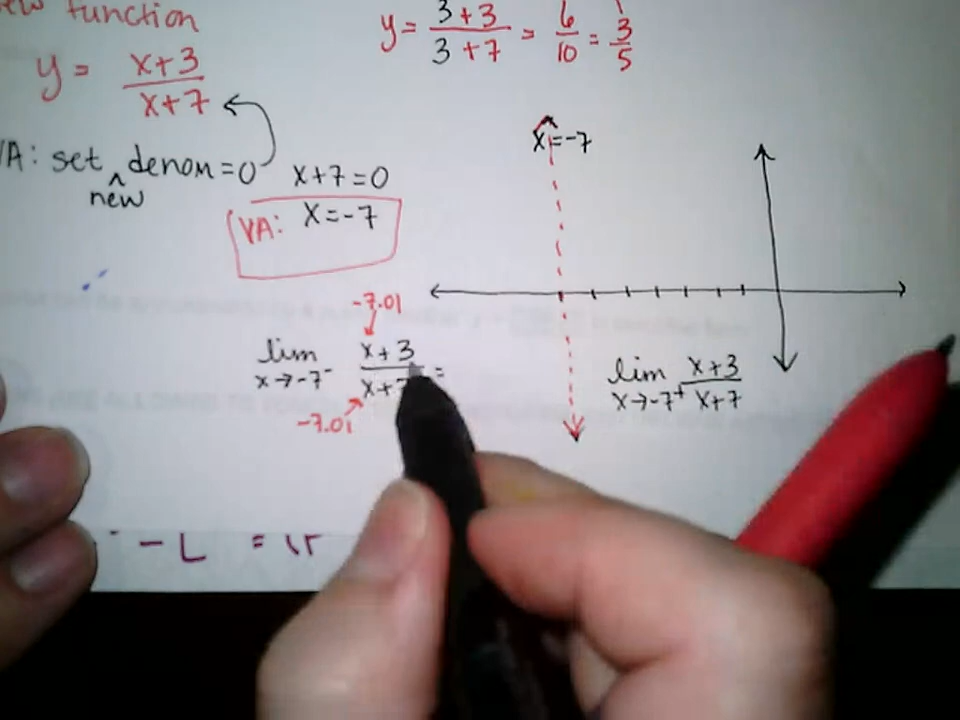 ew function
y = x+3 / x+7
y = 3+3 / 3+7 = 6/10 = 3/5
VA: set denom = 0
new
x+7=0
VA: x=-7
x=-7
-7.01
lim x→-7⁻ x+3 / x+7 =
-7.01
lim x→-7⁺ x+3 / x+7